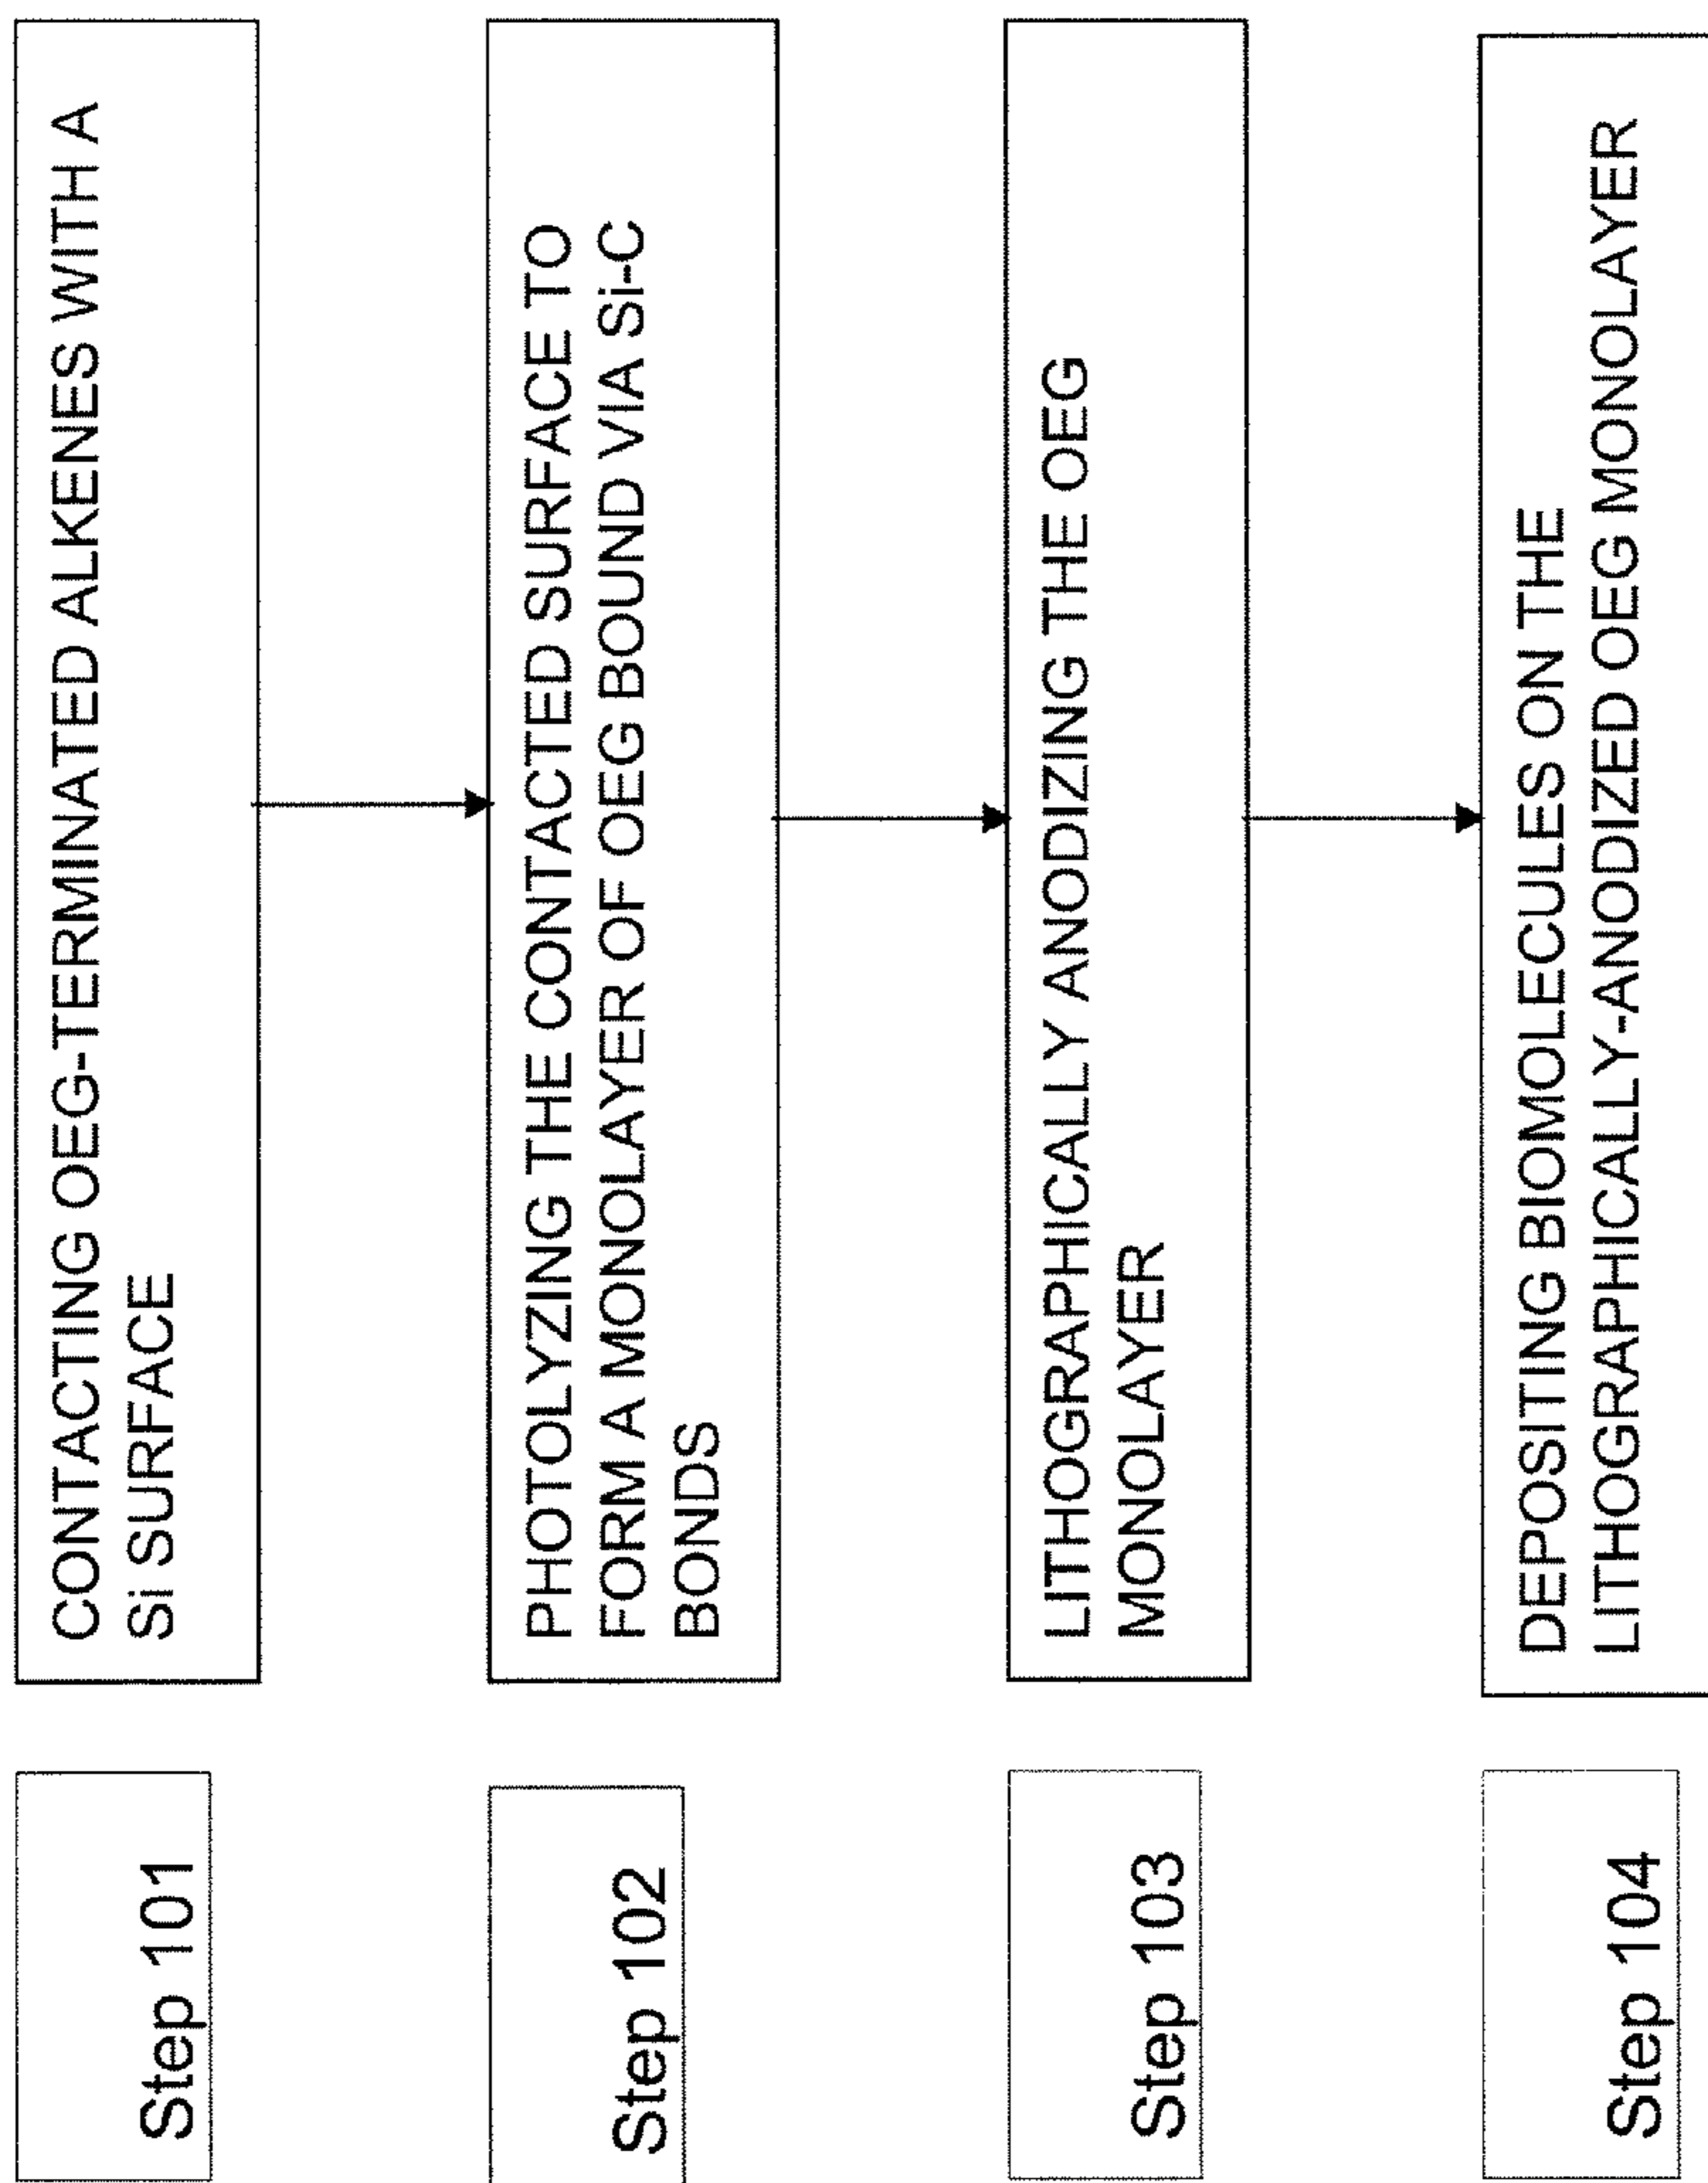 Step 101
CONTACTING OEG-TERMINATED ALKENES WITH A
Si SURFACE
Step 102
PHOTOLYZING THE CONTACTED SURFACE TO
FORM A MONOLAYER OF OEG BOUND VIA Si-C
BONDS
Step 103
LITHOGRAPHICALLY ANODIZING THE OEG
MONOLAYER
Step 104
DEPOSITING BIOMOLECULES ON THE
LITHOGRAPHICALLY-ANODIZED OEG MONOLAYER